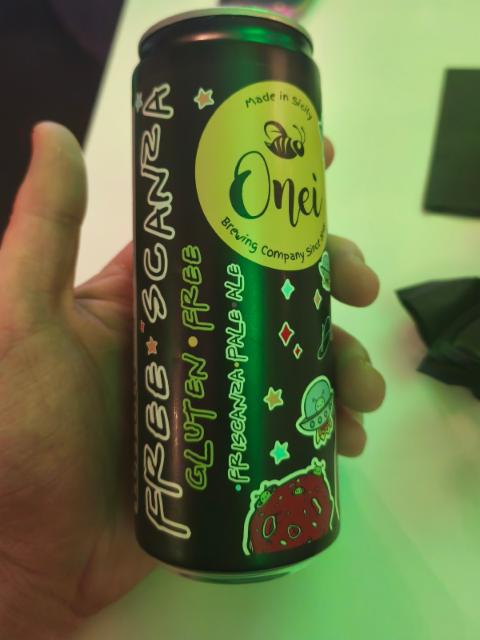 Made in Sicily
Onei
Brewing Company Since
FREE SCANZA
GLUTEN FREE
FRISCANZA PALE ALE